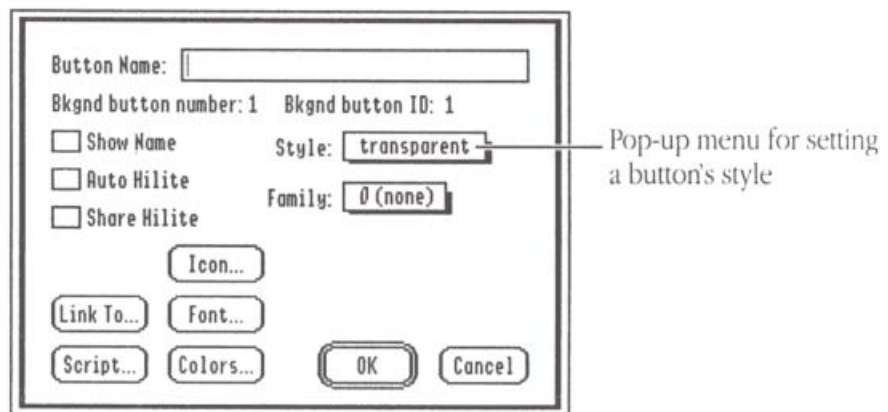 Button Name:
Bkgnd button number: 1 Bkgnd button ID: 1
Show Name
Style: transparent
Pop-up menu for setting
a button's style
Auto Hilite
Family: 0 (none)
Share Hilite
Icon...
Link To... Font...
Script... Colors... OK Cancel